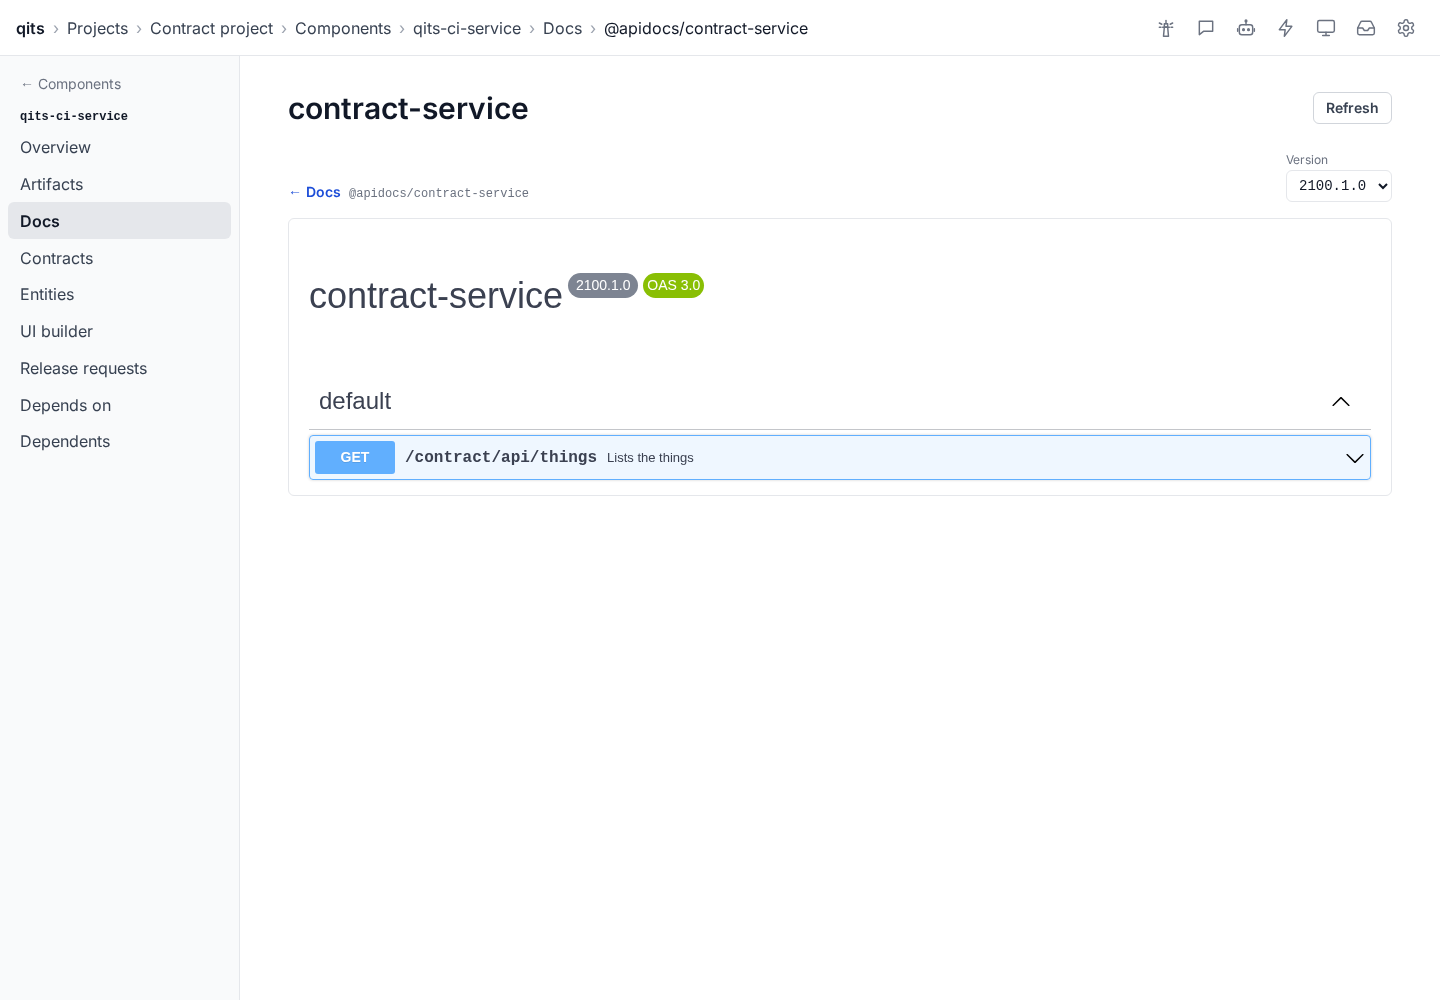 qits › Projects › Contract project › Components › qits-ci-service › Docs › @apidocs/contract-service
← Components
qits-ci-service
Overview
Artifacts
Docs
Contracts
Entities
UI builder
Release requests
Depends on
Dependents
contract-service
Refresh
← Docs @apidocs/contract-service
Version
2100.1.0
contract-service 2100.1.0 OAS 3.0
default
GET /contract/api/things Lists the things